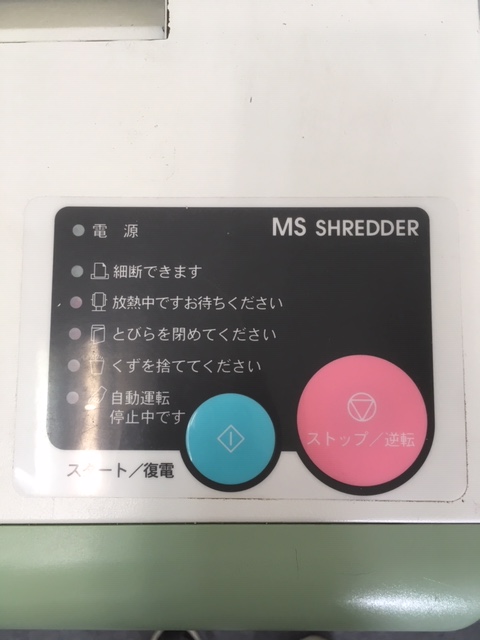 電 源
MS SHREDDER
細断できます
放熱中ですお待ちください
とびらを閉めてください
くずを捨ててください
自動運転
停止中です
ストップ／逆転
スタート／復電